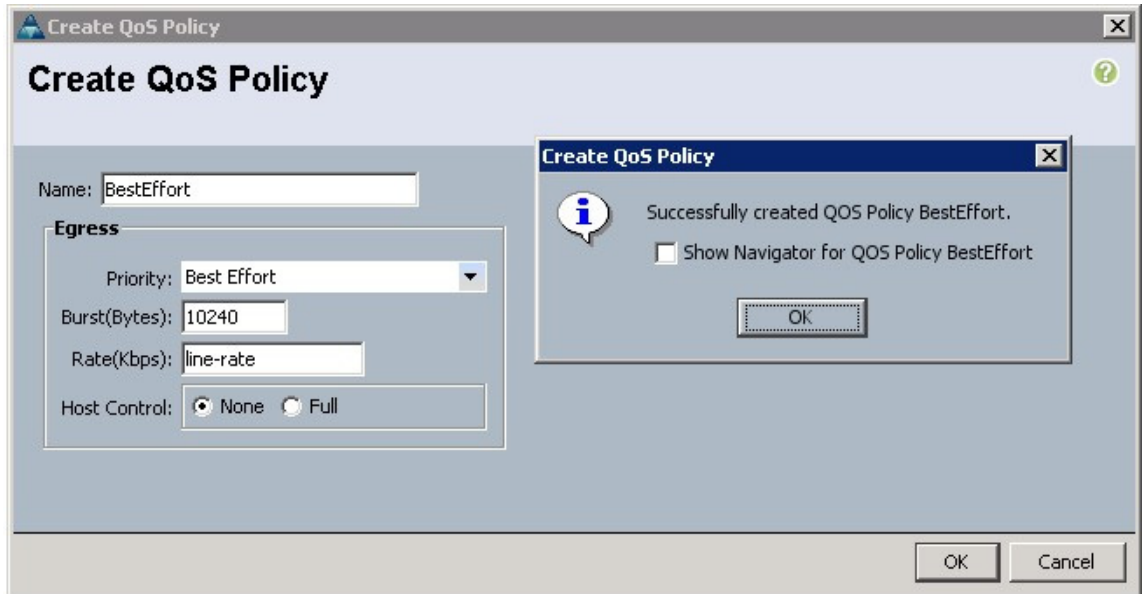 Create QoS Policy
Create QoS Policy
Name: BestEffort
Egress
Priority: Best Effort
Burst(Bytes): 10240
Rate(Kbps): line-rate
Host Control: None Full
Create QoS Policy
Successfully created QOS Policy BestEffort.
Show Navigator for QOS Policy BestEffort
OK
OK Cancel